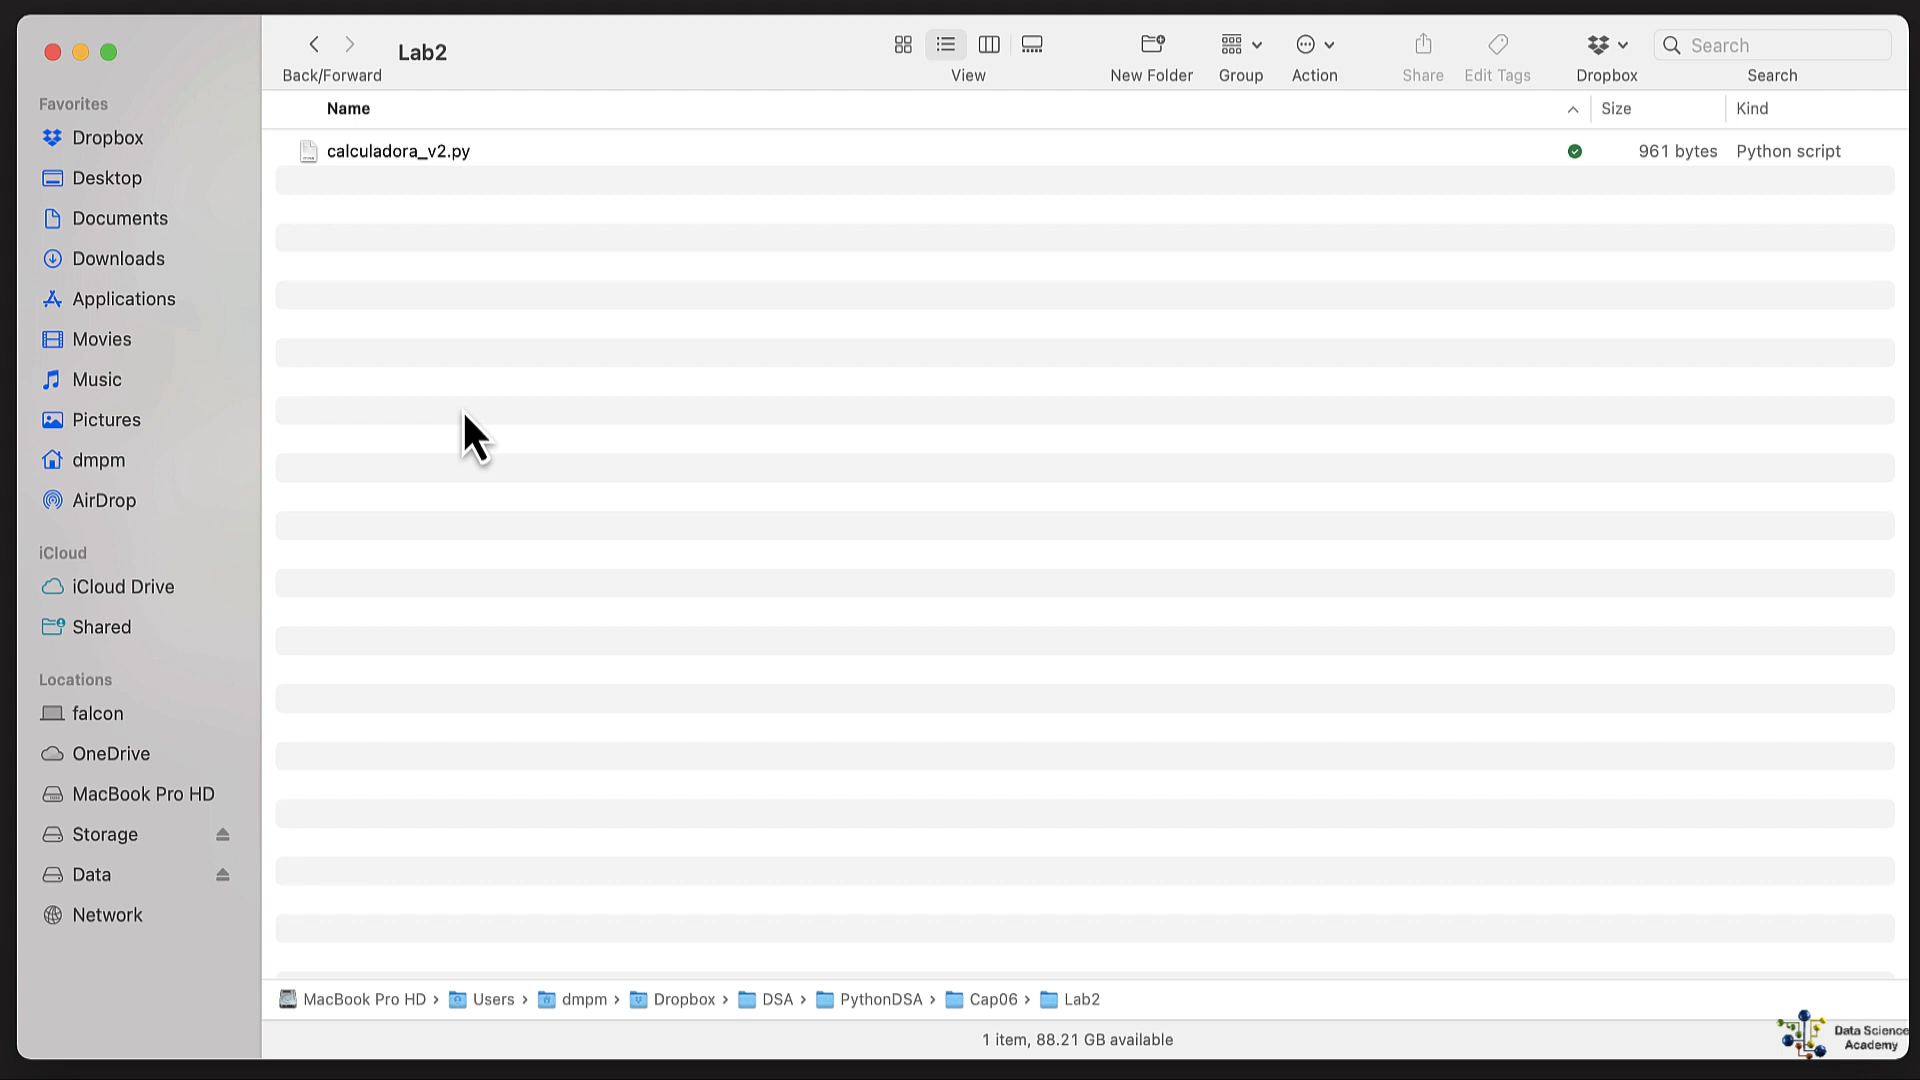 Lab2
Back/Forward
View
New Folder
Group
Action
Share
Edit Tags
Dropbox
Search
Search
Favorites
Dropbox
Desktop
Documents
Downloads
Applications
Movies
Music
Pictures
dmpm
AirDrop
iCloud
iCloud Drive
Shared
Locations
falcon
OneDrive
MacBook Pro HD
Storage
Data
Network
Name Size Kind
calculadora_v2.py 961 bytes Python script
MacBook Pro HD › Users › dmpm › Dropbox › DSA › PythonDSA › Cap06 › Lab2
1 item, 88.21 GB available
Data Science
Academy